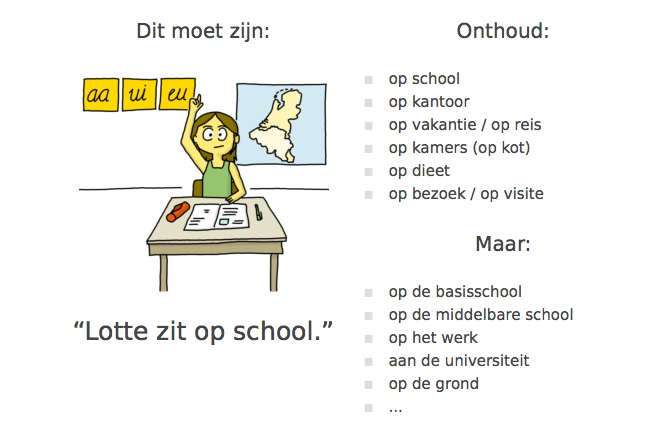 Dit moet zijn:
aa ui eu
“Lotte zit op school.”
Onthoud:
op school
op kantoor
op vakantie / op reis
op kamers (op kot)
op dieet
op bezoek / op visite
Maar:
op de basisschool
op de middelbare school
op het werk
aan de universiteit
op de grond
...